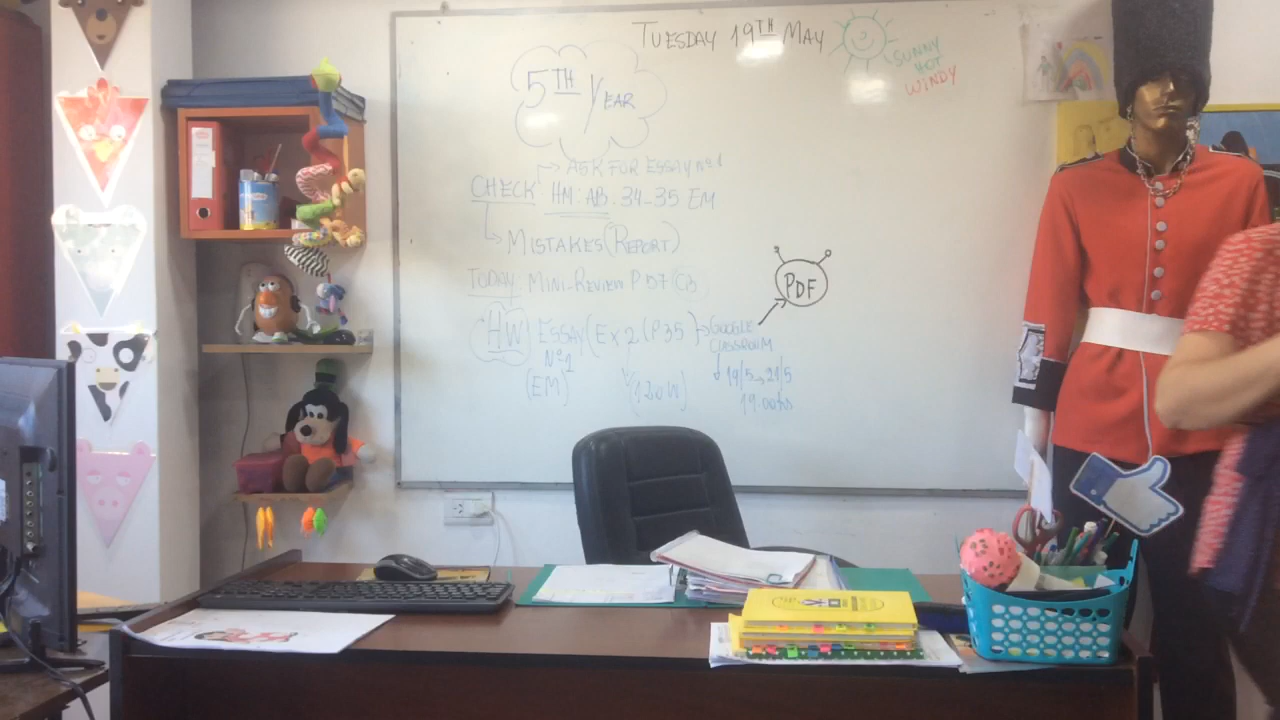 TUESDAY 19TH MAY
SUNNY
HOT
WINDY
5TH YEAR
ASK FOR ESSAY Nº1
CHECK HM: AB. 34-35 EM
MISTAKES (REPORT)
TODAY: MINI-REVIEW P
HW ESSAY (EX 2 (P35) GOOGLE
CLASSROOM
Nº1
(EM) (120W)
19/5 → 21/5
19.00hs
PDF